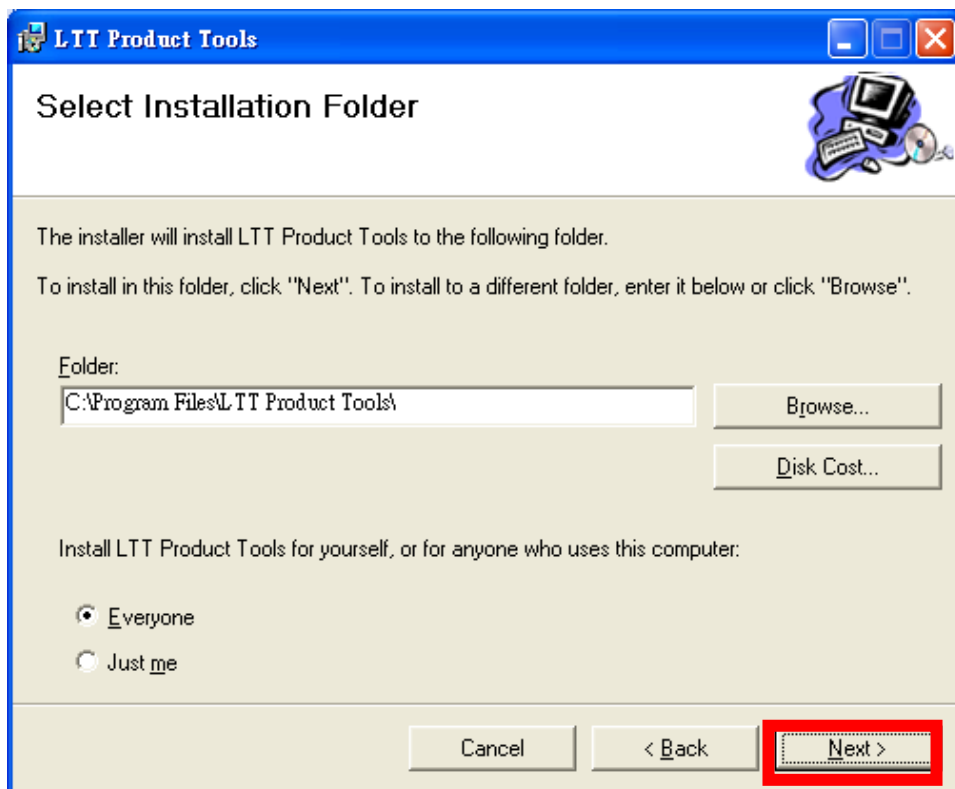 LTT Product Tools
Select Installation Folder
The installer will install LTT Product Tools to the following folder.
To install in this folder, click "Next". To install to a different folder, enter it below or click "Browse".
Folder:
C:\Program Files\LTT Product Tools\
Browse...
Disk Cost...
Install LTT Product Tools for yourself, or for anyone who uses this computer:
Everyone
Just me
Cancel
< Back
Next >